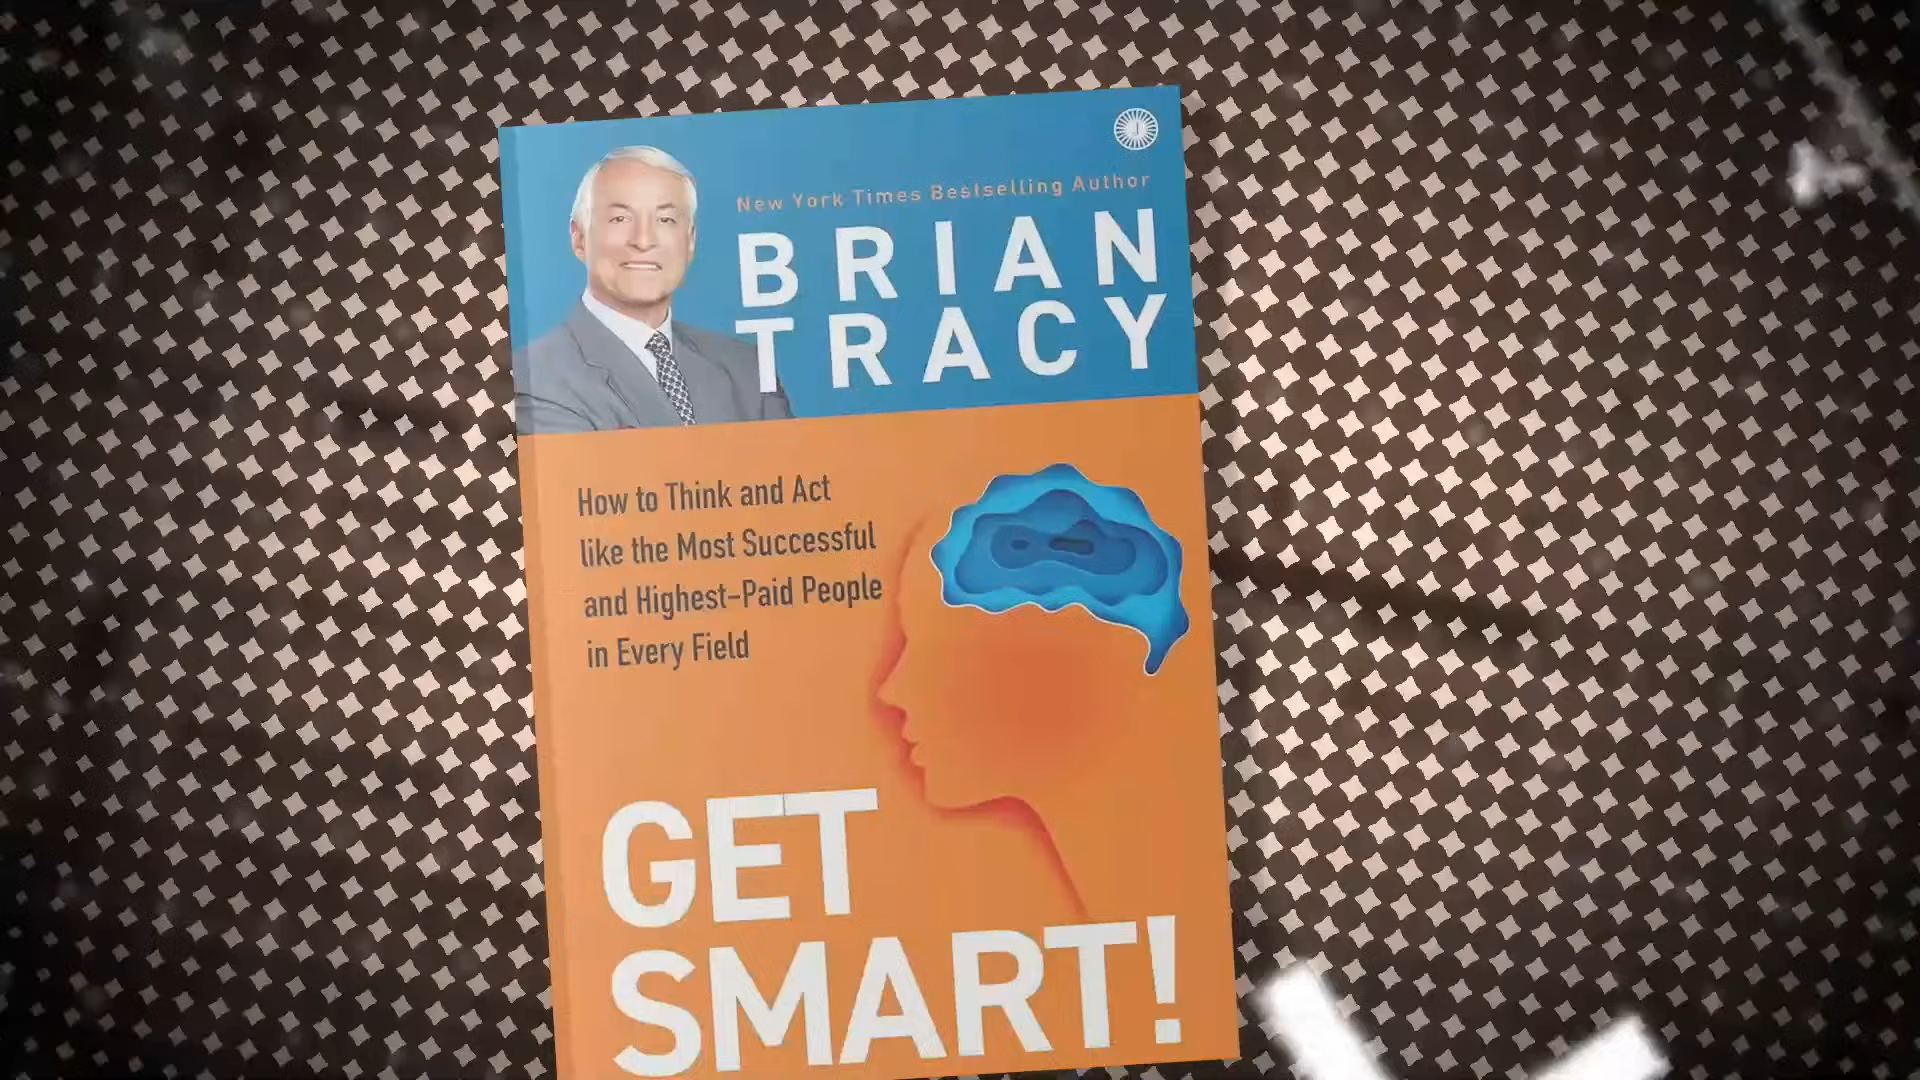 New York Times Bestselling Author
BRIAN
TRACY
How to Think and Act
like the Most Successful
and Highest-Paid People
in Every Field
GET
SMART!